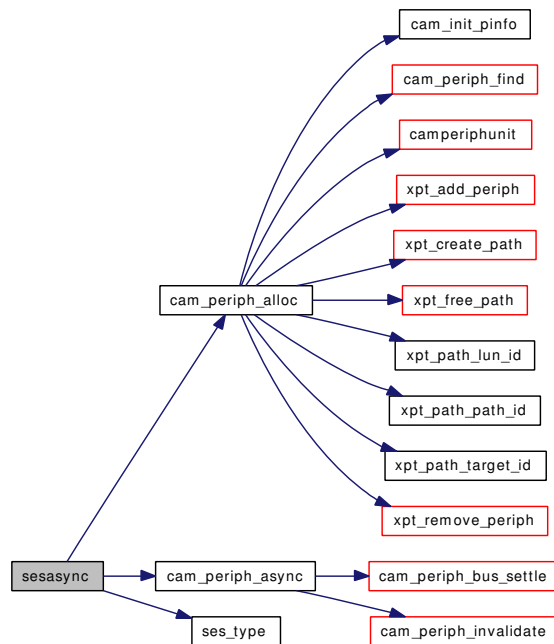 cam_init_pinfo
cam_periph_find
camperiphunit
xpt_add_periph
xpt_create_path
cam_periph_alloc
xpt_free_path
xpt_path_lun_id
xpt_path_path_id
xpt_path_target_id
xpt_remove_periph
sesasync
cam_periph_async
cam_periph_bus_settle
ses_type
cam_periph_invalidate